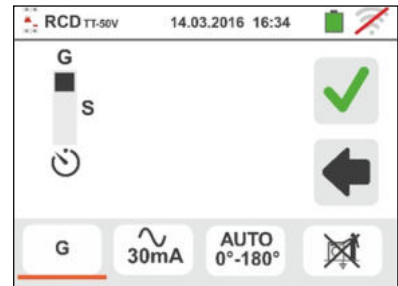 RCD TT-50V 14.03.2016 16:34
G
S
G 30mA AUTO
0°-180°